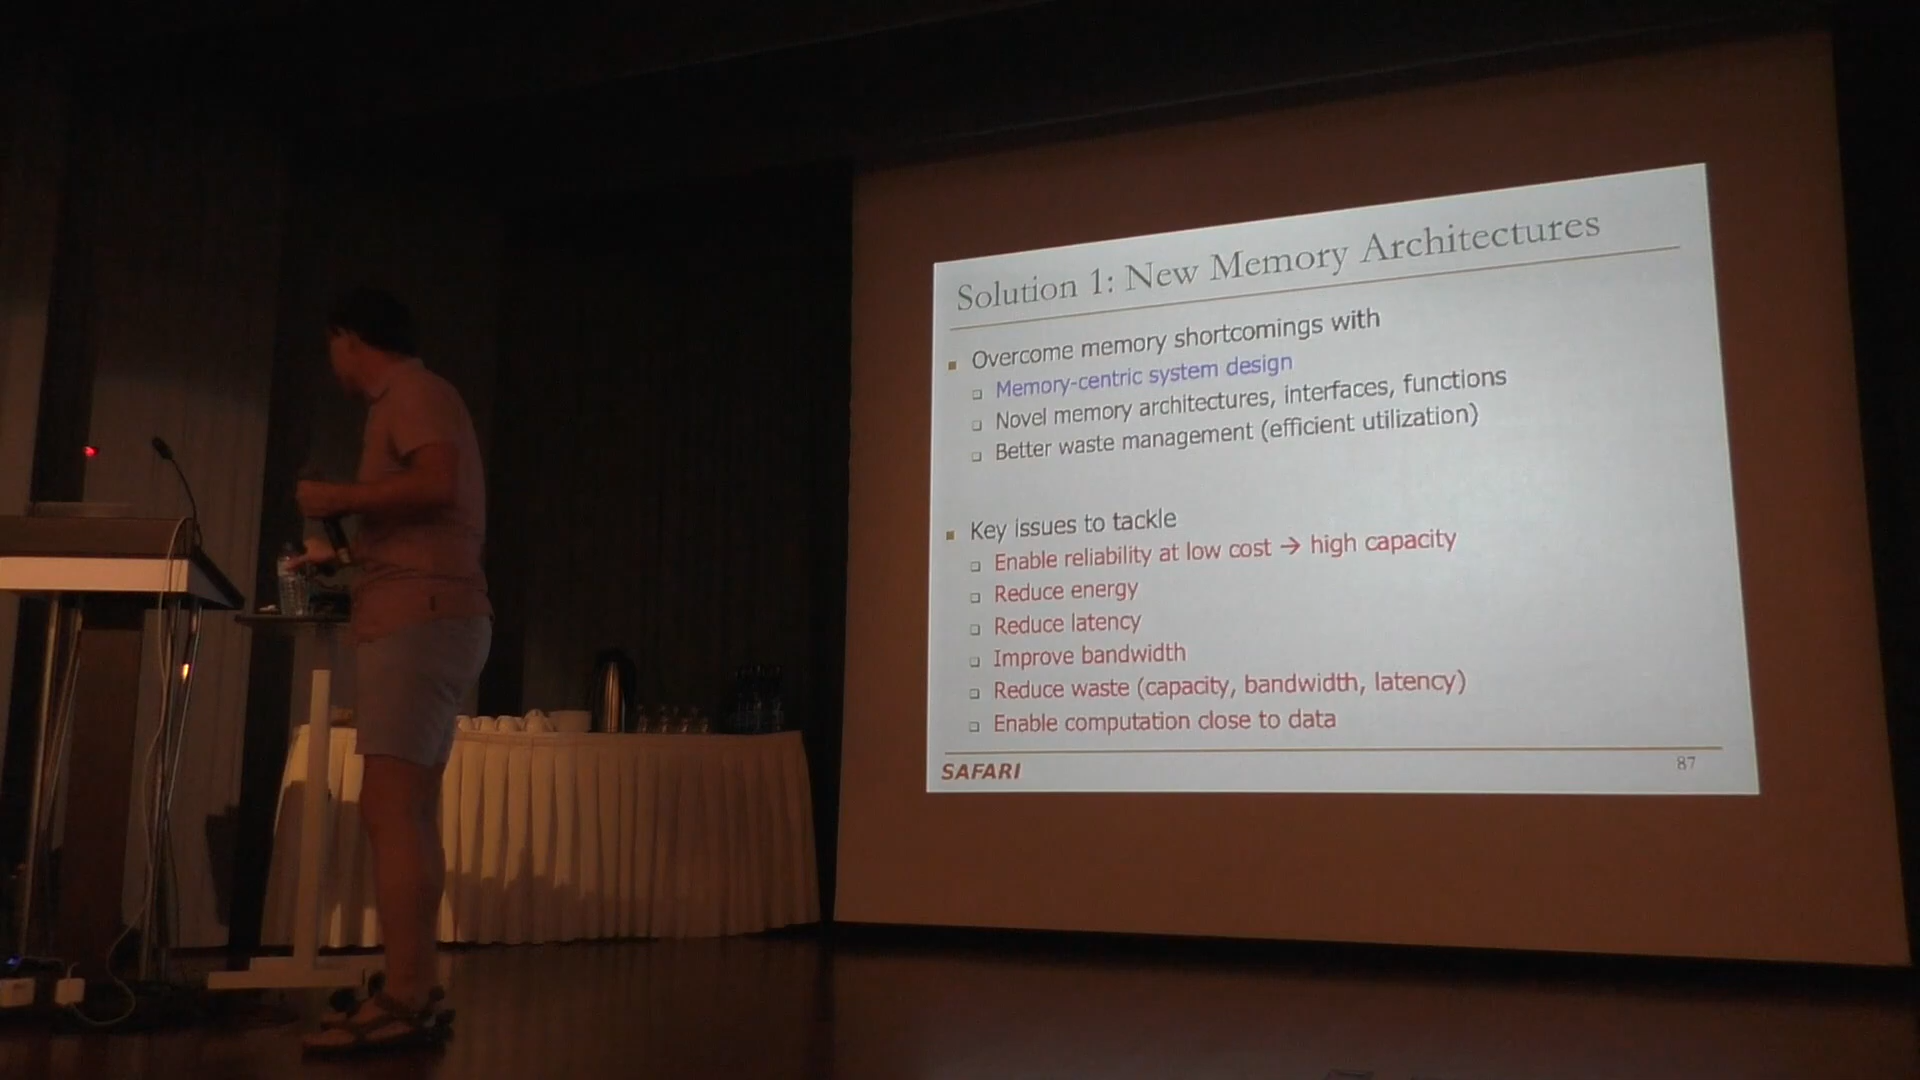 Solution 1: New Memory Architectures
Overcome memory shortcomings with
Memory-centric system design
Novel memory architectures, interfaces, functions
Better waste management (efficient utilization)
Key issues to tackle
Enable reliability at low cost → high capacity
Reduce energy
Reduce latency
Improve bandwidth
Reduce waste (capacity, bandwidth, latency)
Enable computation close to data
SAFARI
87